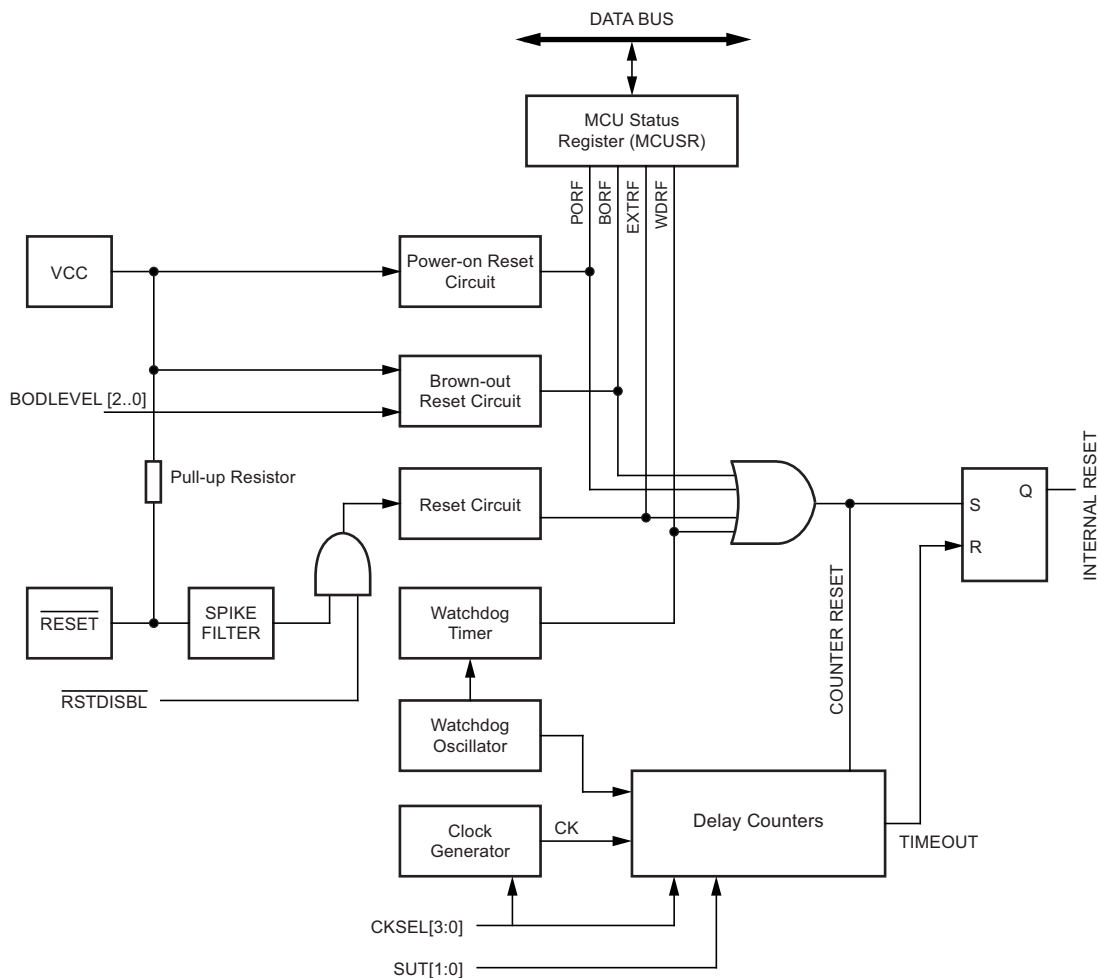 DATA BUS
MCU Status
Register (MCUSR)
PORF
BORF
EXTRF
WDRF
VCC
Power-on Reset
Circuit
BODLEVEL [2..0]
Brown-out
Reset Circuit
Pull-up Resistor
Reset Circuit
S
Q
R
INTERNAL RESET
RESET
SPIKE
FILTER
Watchdog
Timer
COUNTER RESET
RSTDISBL
Watchdog
Oscillator
Clock
Generator
CK
Delay Counters
TIMEOUT
CKSEL[3:0]
SUT[1:0]